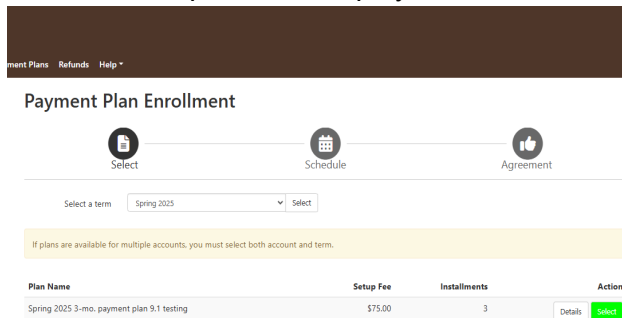 ment Plans Refunds Help
Payment Plan Enrollment
Select Schedule Agreement
Select a term Spring 2025 Select
If plans are available for multiple accounts, you must select both account and term.
Plan Name Setup Fee Installments Action
Spring 2025 3-mo. payment plan 9.1 testing $75.00 3 Details Select